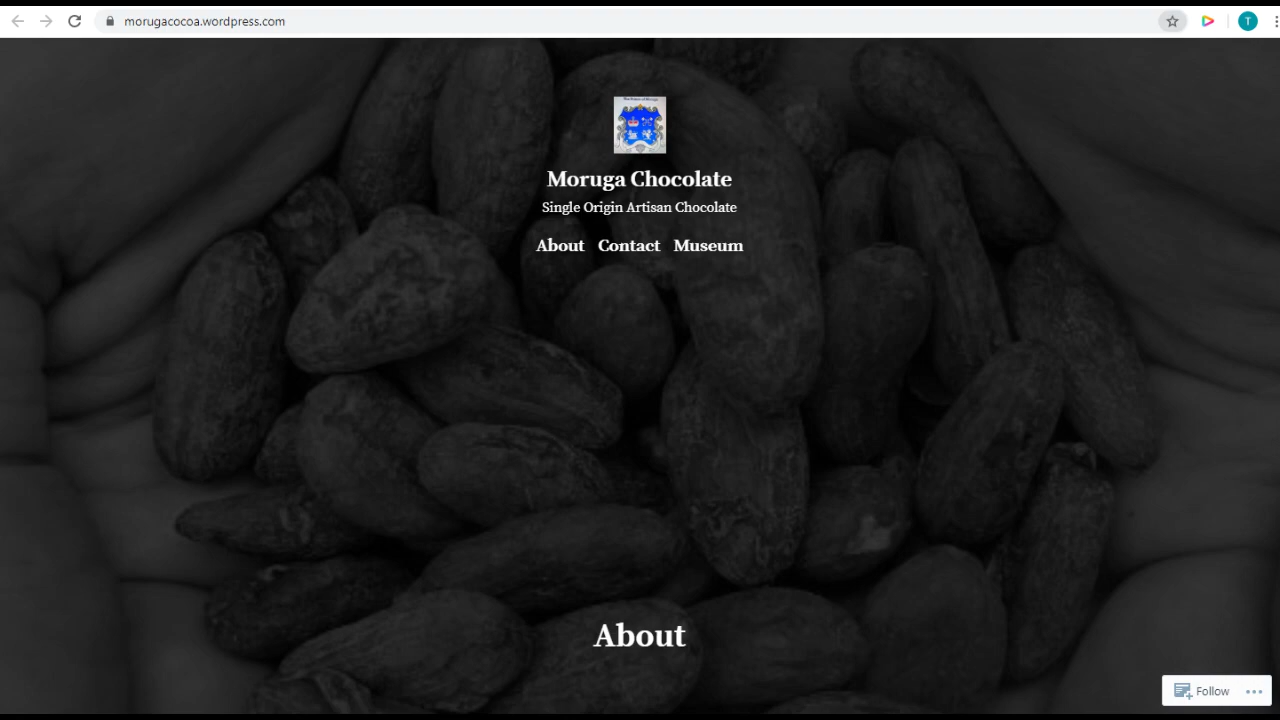 morugacocoa.wordpress.com
T
Moruga Chocolate
Single Origin Artisan Chocolate
About Contact Museum
About
Follow